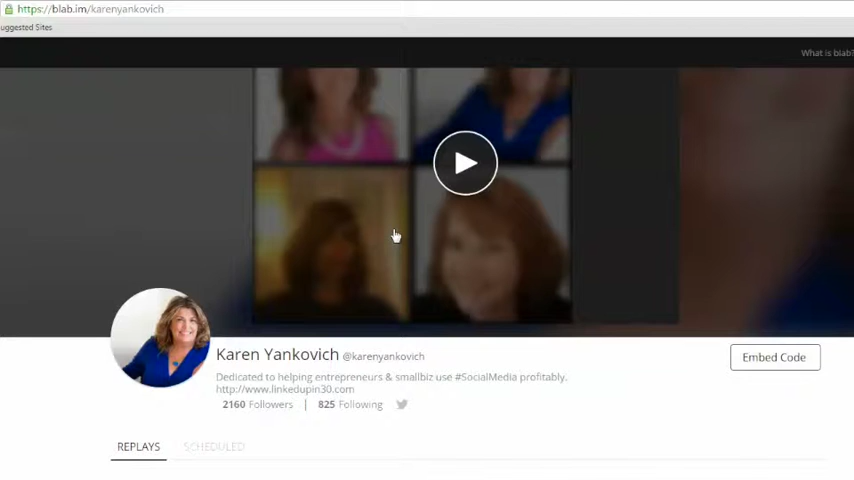 https://blab.im/karenyankovich
uggested Sites
What is blab?
Karen Yankovich @karenyankovich
Embed Code
Dedicated to helping entrepreneurs & smallbiz use #SocialMedia profitably.
http://www.linkedupin30.com
2160 Followers | 825 Following
REPLAYS SCHEDULED